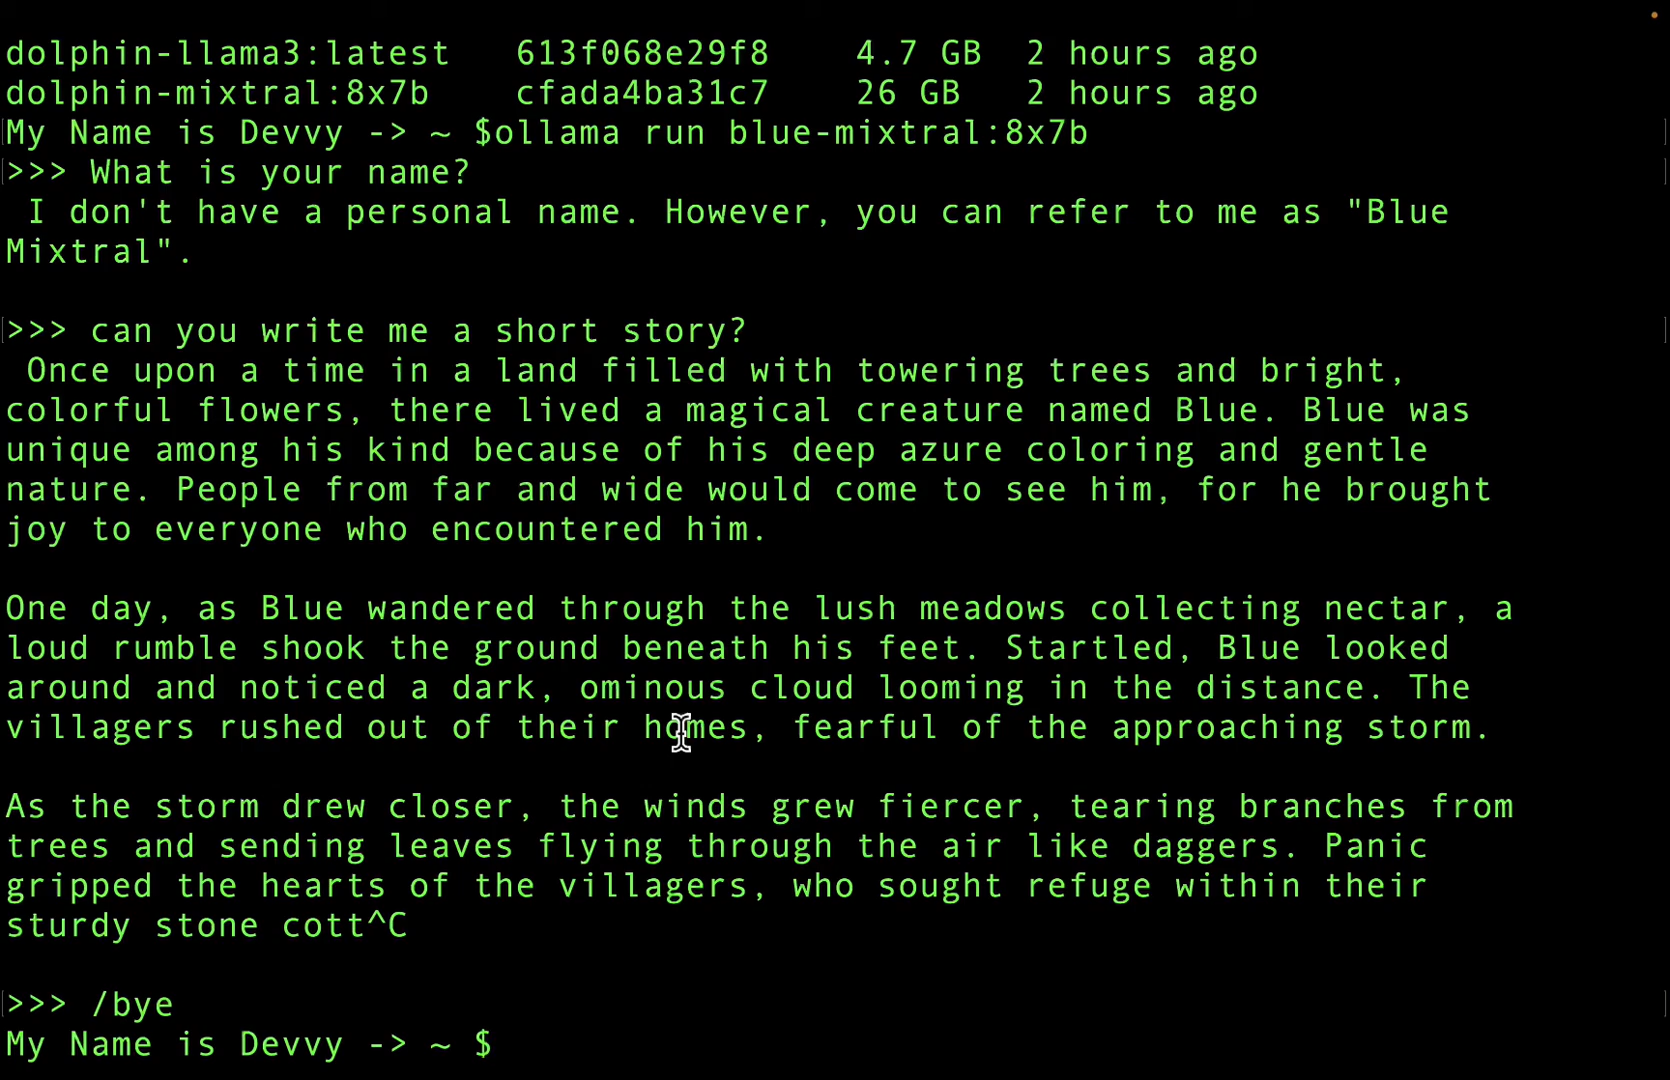 dolphin-llama3:latest   613f068e29f8    4.7 GB  2 hours ago
dolphin-mixtral:8x7b    cfada4ba31c7    26 GB   2 hours ago
My Name is Devvy -> ~ $ollama run blue-mixtral:8x7b
>>> What is your name?
 I don't have a personal name. However, you can refer to me as "Blue
Mixtral".

>>> can you write me a short story?
 Once upon a time in a land filled with towering trees and bright,
colorful flowers, there lived a magical creature named Blue. Blue was
unique among his kind because of his deep azure coloring and gentle
nature. People from far and wide would come to see him, for he brought
joy to everyone who encountered him.

One day, as Blue wandered through the lush meadows collecting nectar, a
loud rumble shook the ground beneath his feet. Startled, Blue looked
around and noticed a dark, ominous cloud looming in the distance. The
villagers rushed out of their homes, fearful of the approaching storm.

As the storm drew closer, the winds grew fiercer, tearing branches from
trees and sending leaves flying through the air like daggers. Panic
gripped the hearts of the villagers, who sought refuge within their
sturdy stone cott^C

>>> /bye
My Name is Devvy -> ~ $